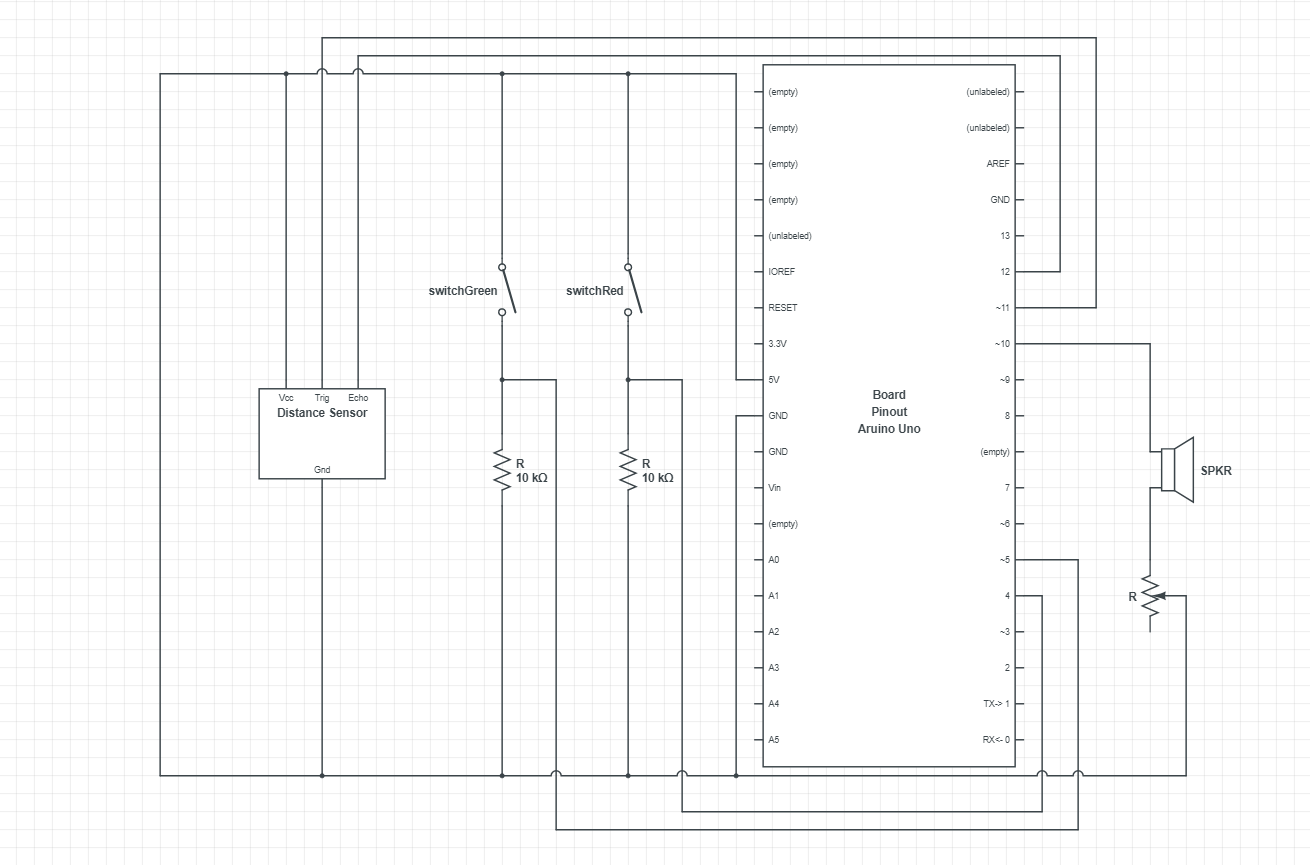 (empty)
(empty)
(empty)
(empty)
(unlabeled)
IOREF
RESET
3.3V
5V
GND
GND
Vin
(empty)
A0
A1
A2
A3
A4
A5
Board
Pinout
Aruino Uno
(unlabeled)
(unlabeled)
AREF
GND
13
12
~11
~10
~9
8
(empty)
7
~6
~5
4
~3
2
TX-> 1
RX<- 0
switchGreen
switchRed
Vcc Trig Echo
Distance Sensor
Gnd
R
10 kΩ
R
10 kΩ
SPKR
R